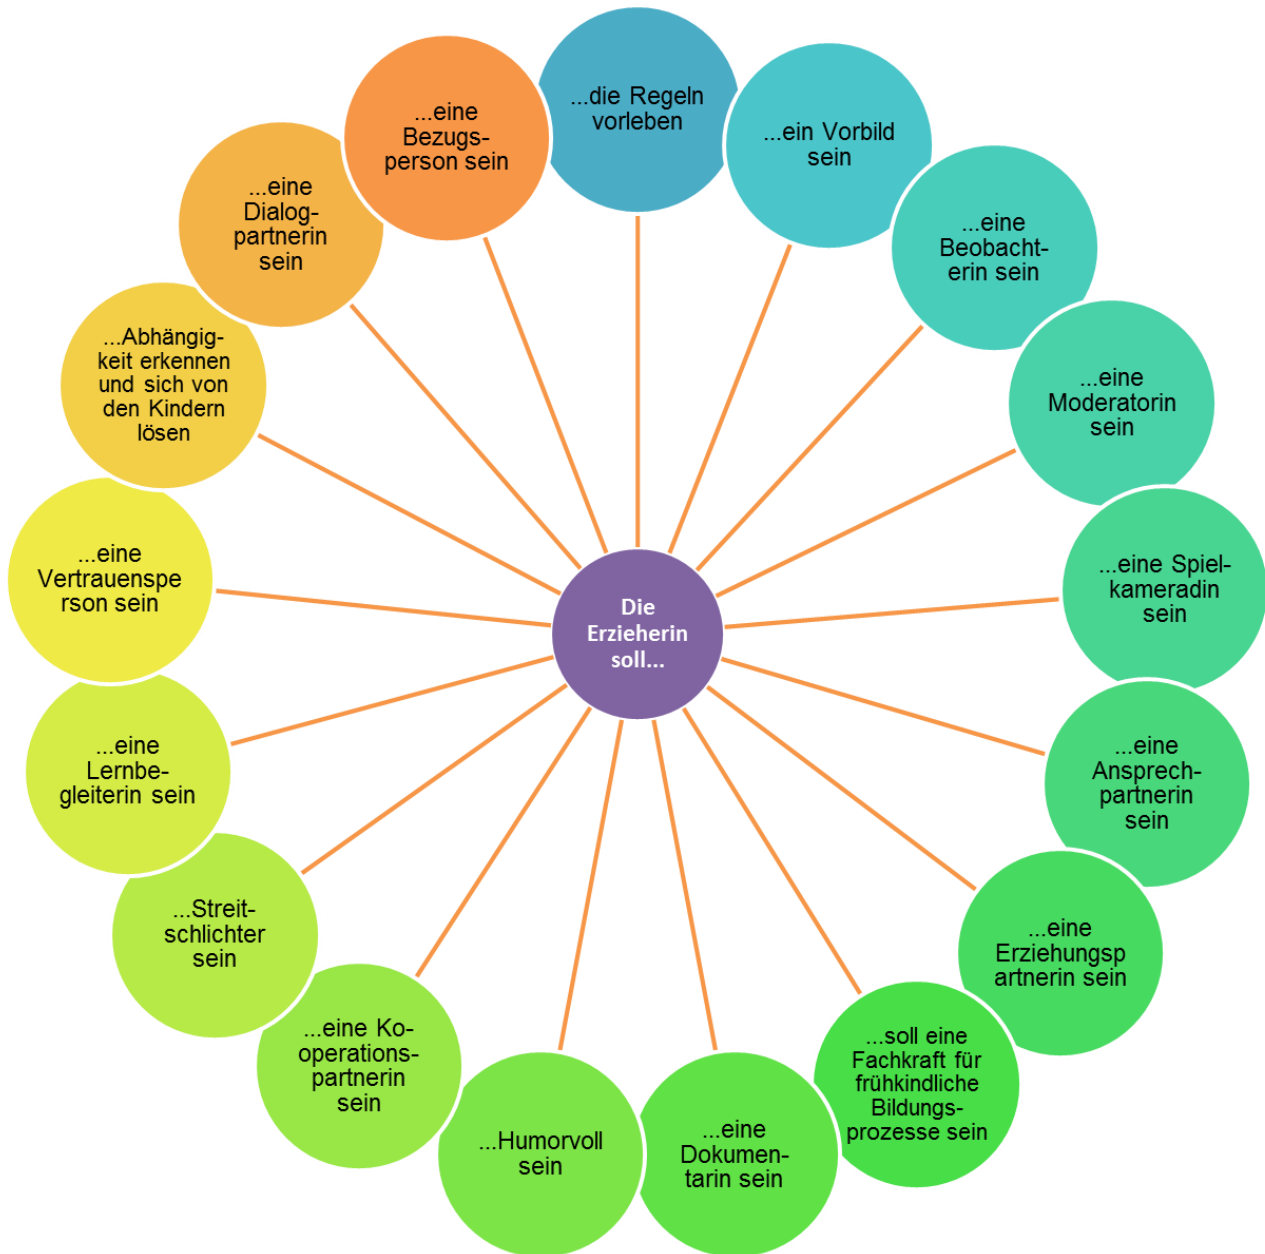 ...die Regeln
vorleben
...ein Vorbild
sein
...eine
Beobacht-
erin sein
...eine
Moderatorin
sein
...eine Spiel-
kameradin
sein
...eine
Ansprech-
partnerin
sein
...eine
Erziehungsp
artnerin sein
...soll eine
Fachkraft für
frühkindliche
Bildungs-
prozesse sein
...eine
Dokumen-
tarin sein
...Humorvoll
sein
...eine Ko-
operations-
partnerin
sein
...Streit-
schlichter
sein
...eine
Lernbe-
gleiterin sein
...eine
Vertrauenspe
rson sein
...Abhängig-
keit erkennen
und sich von
den Kindern
lösen
...eine
Dialog-
partnerin
sein
...eine
Bezugs-
person sein
Die
Erzieherin
soll...